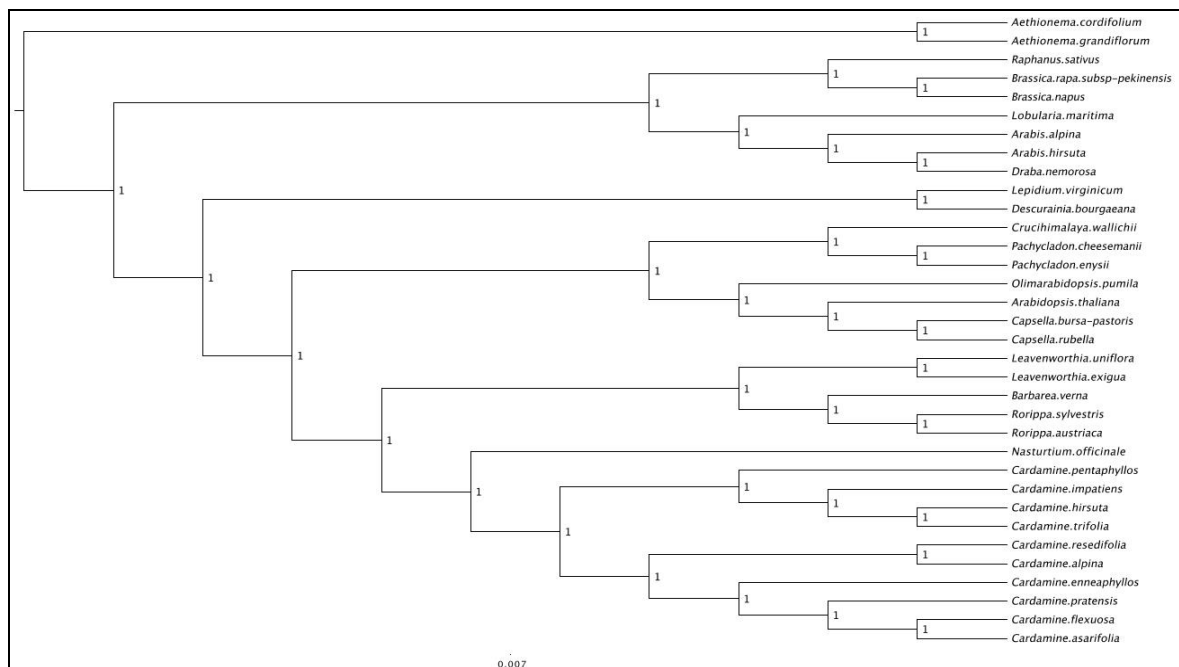 Aethionema.cordifolium
1
Aethionema.grandiflorum
Raphanus.sativus
1
Brassica.rapa.subsp-pekinensis
1
Brassica.napus
1
Lobularia.maritima
1
Arabis.alpina
1
Arabis.hirsuta
1
Draba.nemorosa
1
Lepidium.virginicum
1
Descurainia.bourgaeana
Crucihimalaya.wallichii
1
Pachycladon.cheesemanii
1
Pachycladon.enysii
1
1
Olimarabidopsis.pumila
1
Arabidopsis.thaliana
1
Capsella.bursa-pastoris
1
Capsella.rubella
1
Leavenworthia.uniflora
1
Leavenworthia.exigua
1
Barbarea.verna
1
Rorippa.sylvestris
1
Rorippa.austriaca
1
Nasturtium.officinale
Cardamine.pentaphyllos
1
Cardamine.impatiens
1
1
Cardamine.hirsuta
1
Cardamine.trifolia
1
Cardamine.resedifolia
1
Cardamine.alpina
1
Cardamine.enneaphyllos
1
Cardamine.pratensis
1
Cardamine.flexuosa
1
Cardamine.asarifolia
0.007